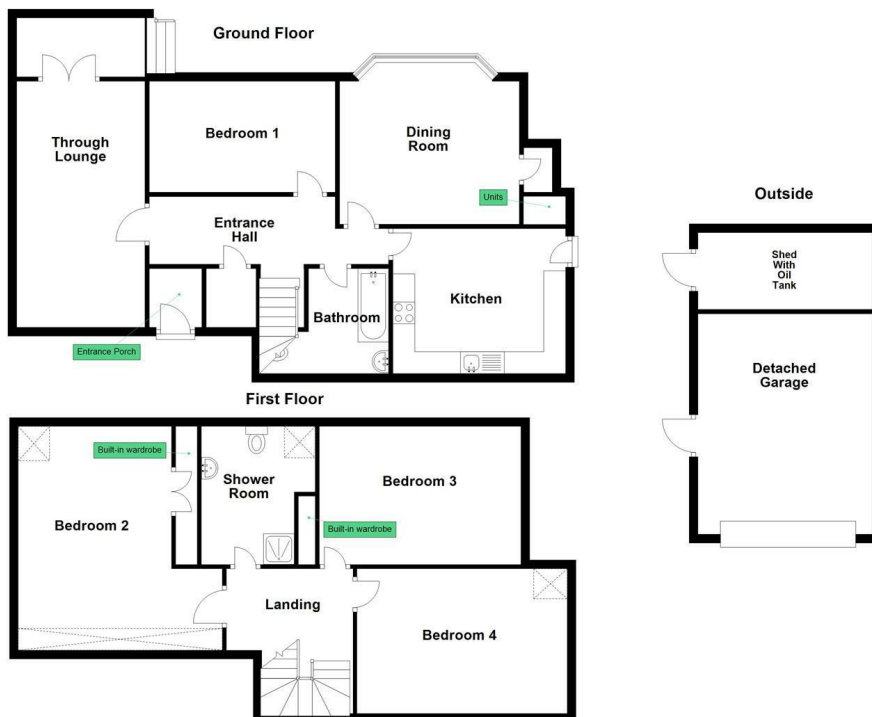 Ground Floor
Through
Lounge
Bedroom 1
Dining
Room
Units
Entrance
Hall
Kitchen
Bathroom
Entrance Porch
Outside
Shed
With
Oil
Tank
Detached
Garage
First Floor
Built-in wardrobe
Shower
Room
Bedroom 3
Bedroom 2
Built-in wardrobe
Landing
Bedroom 4